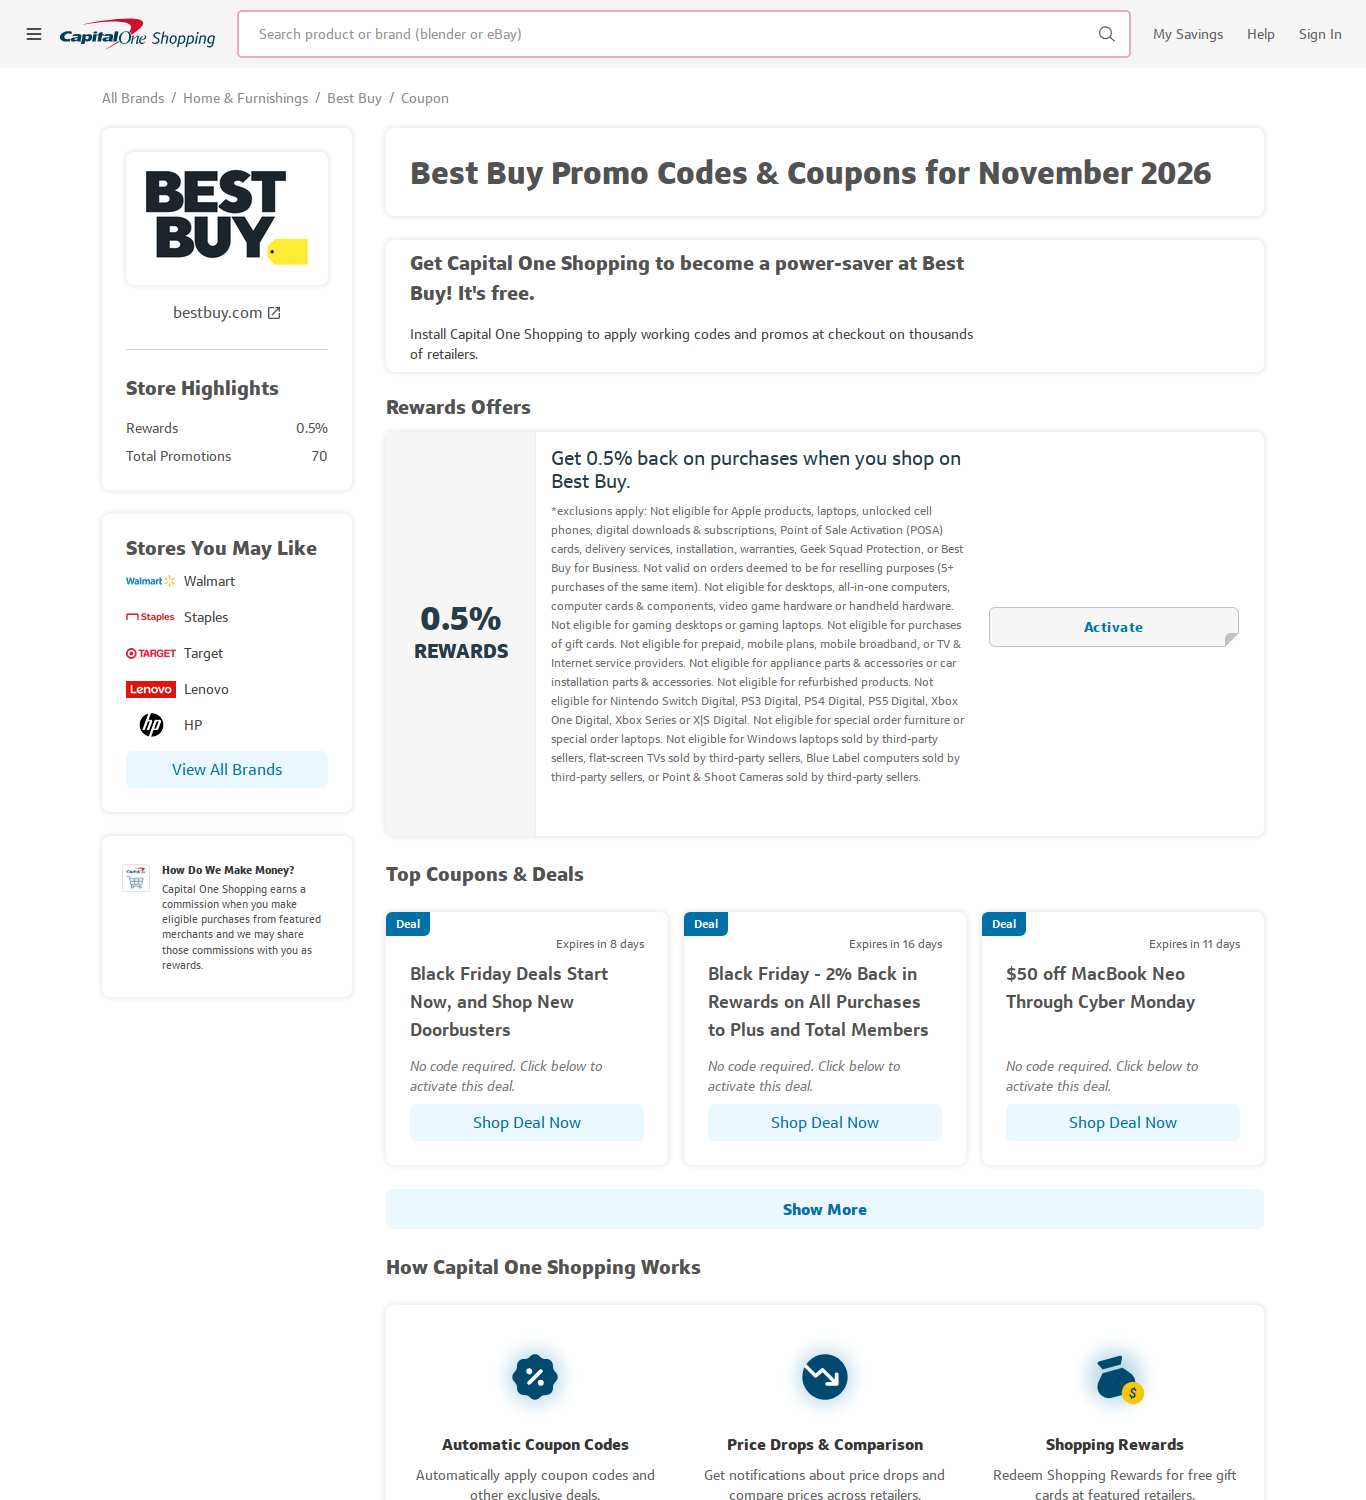 CapitalOne Shopping
Search product or brand (blender or eBay)
My Savings
Help
Sign In
All Brands / Home & Furnishings / Best Buy / Coupon
BEST
BUY
bestbuy.com
Store Highlights
Rewards 0.5%
Total Promotions 70
Stores You May Like
Walmart Walmart
Staples Staples
TARGET Target
Lenovo Lenovo
hp HP
View All Brands
How Do We Make Money?
Capital One Shopping earns a
commission when you make
eligible purchases from featured
merchants and we may share
those commissions with you as
rewards.
Best Buy Promo Codes & Coupons for November 2026
Get Capital One Shopping to become a power-saver at Best
Buy! It's free.
Install Capital One Shopping to apply working codes and promos at checkout on thousands
of retailers.
Rewards Offers
0.5%
REWARDS
Get 0.5% back on purchases when you shop on
Best Buy.
*exclusions apply: Not eligible for Apple products, laptops, unlocked cell
phones, digital downloads & subscriptions, Point of Sale Activation (POSA)
cards, delivery services, installation, warranties, Geek Squad Protection, or Best
Buy for Business. Not valid on orders deemed to be for reselling purposes (5+
purchases of the same item). Not eligible for desktops, all-in-one computers,
computer cards & components, video game hardware or handheld hardware.
Not eligible for gaming desktops or gaming laptops. Not eligible for purchases
of gift cards. Not eligible for prepaid, mobile plans, mobile broadband, or TV &
Internet service providers. Not eligible for appliance parts & accessories or car
installation parts & accessories. Not eligible for refurbished products. Not
eligible for Nintendo Switch Digital, PS3 Digital, PS4 Digital, PS5 Digital, Xbox
One Digital, Xbox Series or X|S Digital. Not eligible for special order furniture or
special order laptops. Not eligible for Windows laptops sold by third-party
sellers, flat-screen TVs sold by third-party sellers, Blue Label computers sold by
third-party sellers, or Point & Shoot Cameras sold by third-party sellers.
Activate
Top Coupons & Deals
Deal
Expires in 8 days
Black Friday Deals Start
Now, and Shop New
Doorbusters
No code required. Click below to
activate this deal.
Shop Deal Now
Deal
Expires in 16 days
Black Friday - 2% Back in
Rewards on All Purchases
to Plus and Total Members
No code required. Click below to
activate this deal.
Shop Deal Now
Deal
Expires in 11 days
$50 off MacBook Neo
Through Cyber Monday
No code required. Click below to
activate this deal.
Shop Deal Now
Show More
How Capital One Shopping Works
Automatic Coupon Codes
Automatically apply coupon codes and
other exclusive deals.
Price Drops & Comparison
Get notifications about price drops and
compare prices across retailers.
$
Shopping Rewards
Redeem Shopping Rewards for free gift
cards at featured retailers.